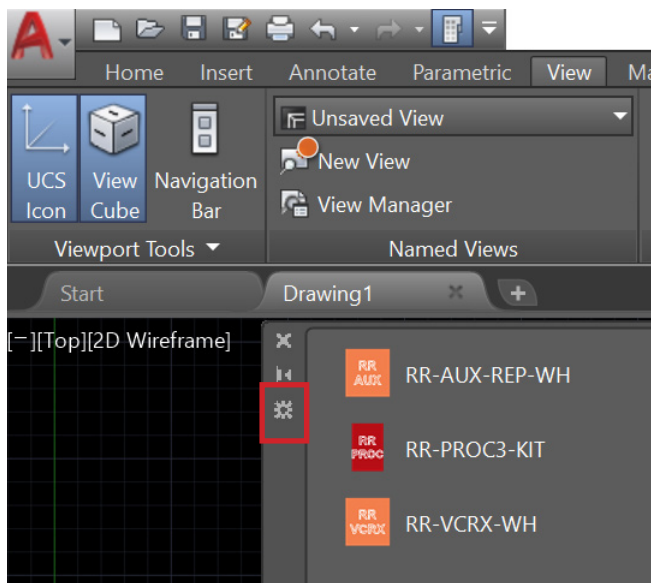 Home Insert Annotate Parametric View Ma
UCS
Icon
View
Cube
Navigation
Bar
Unsaved View
New View
View Manager
Viewport Tools
Named Views
Start
Drawing1
[−][Top][2D Wireframe]
RR
AUX
RR-AUX-REP-WH
RR
PROC
RR-PROC3-KIT
RR
VCRX
RR-VCRX-WH